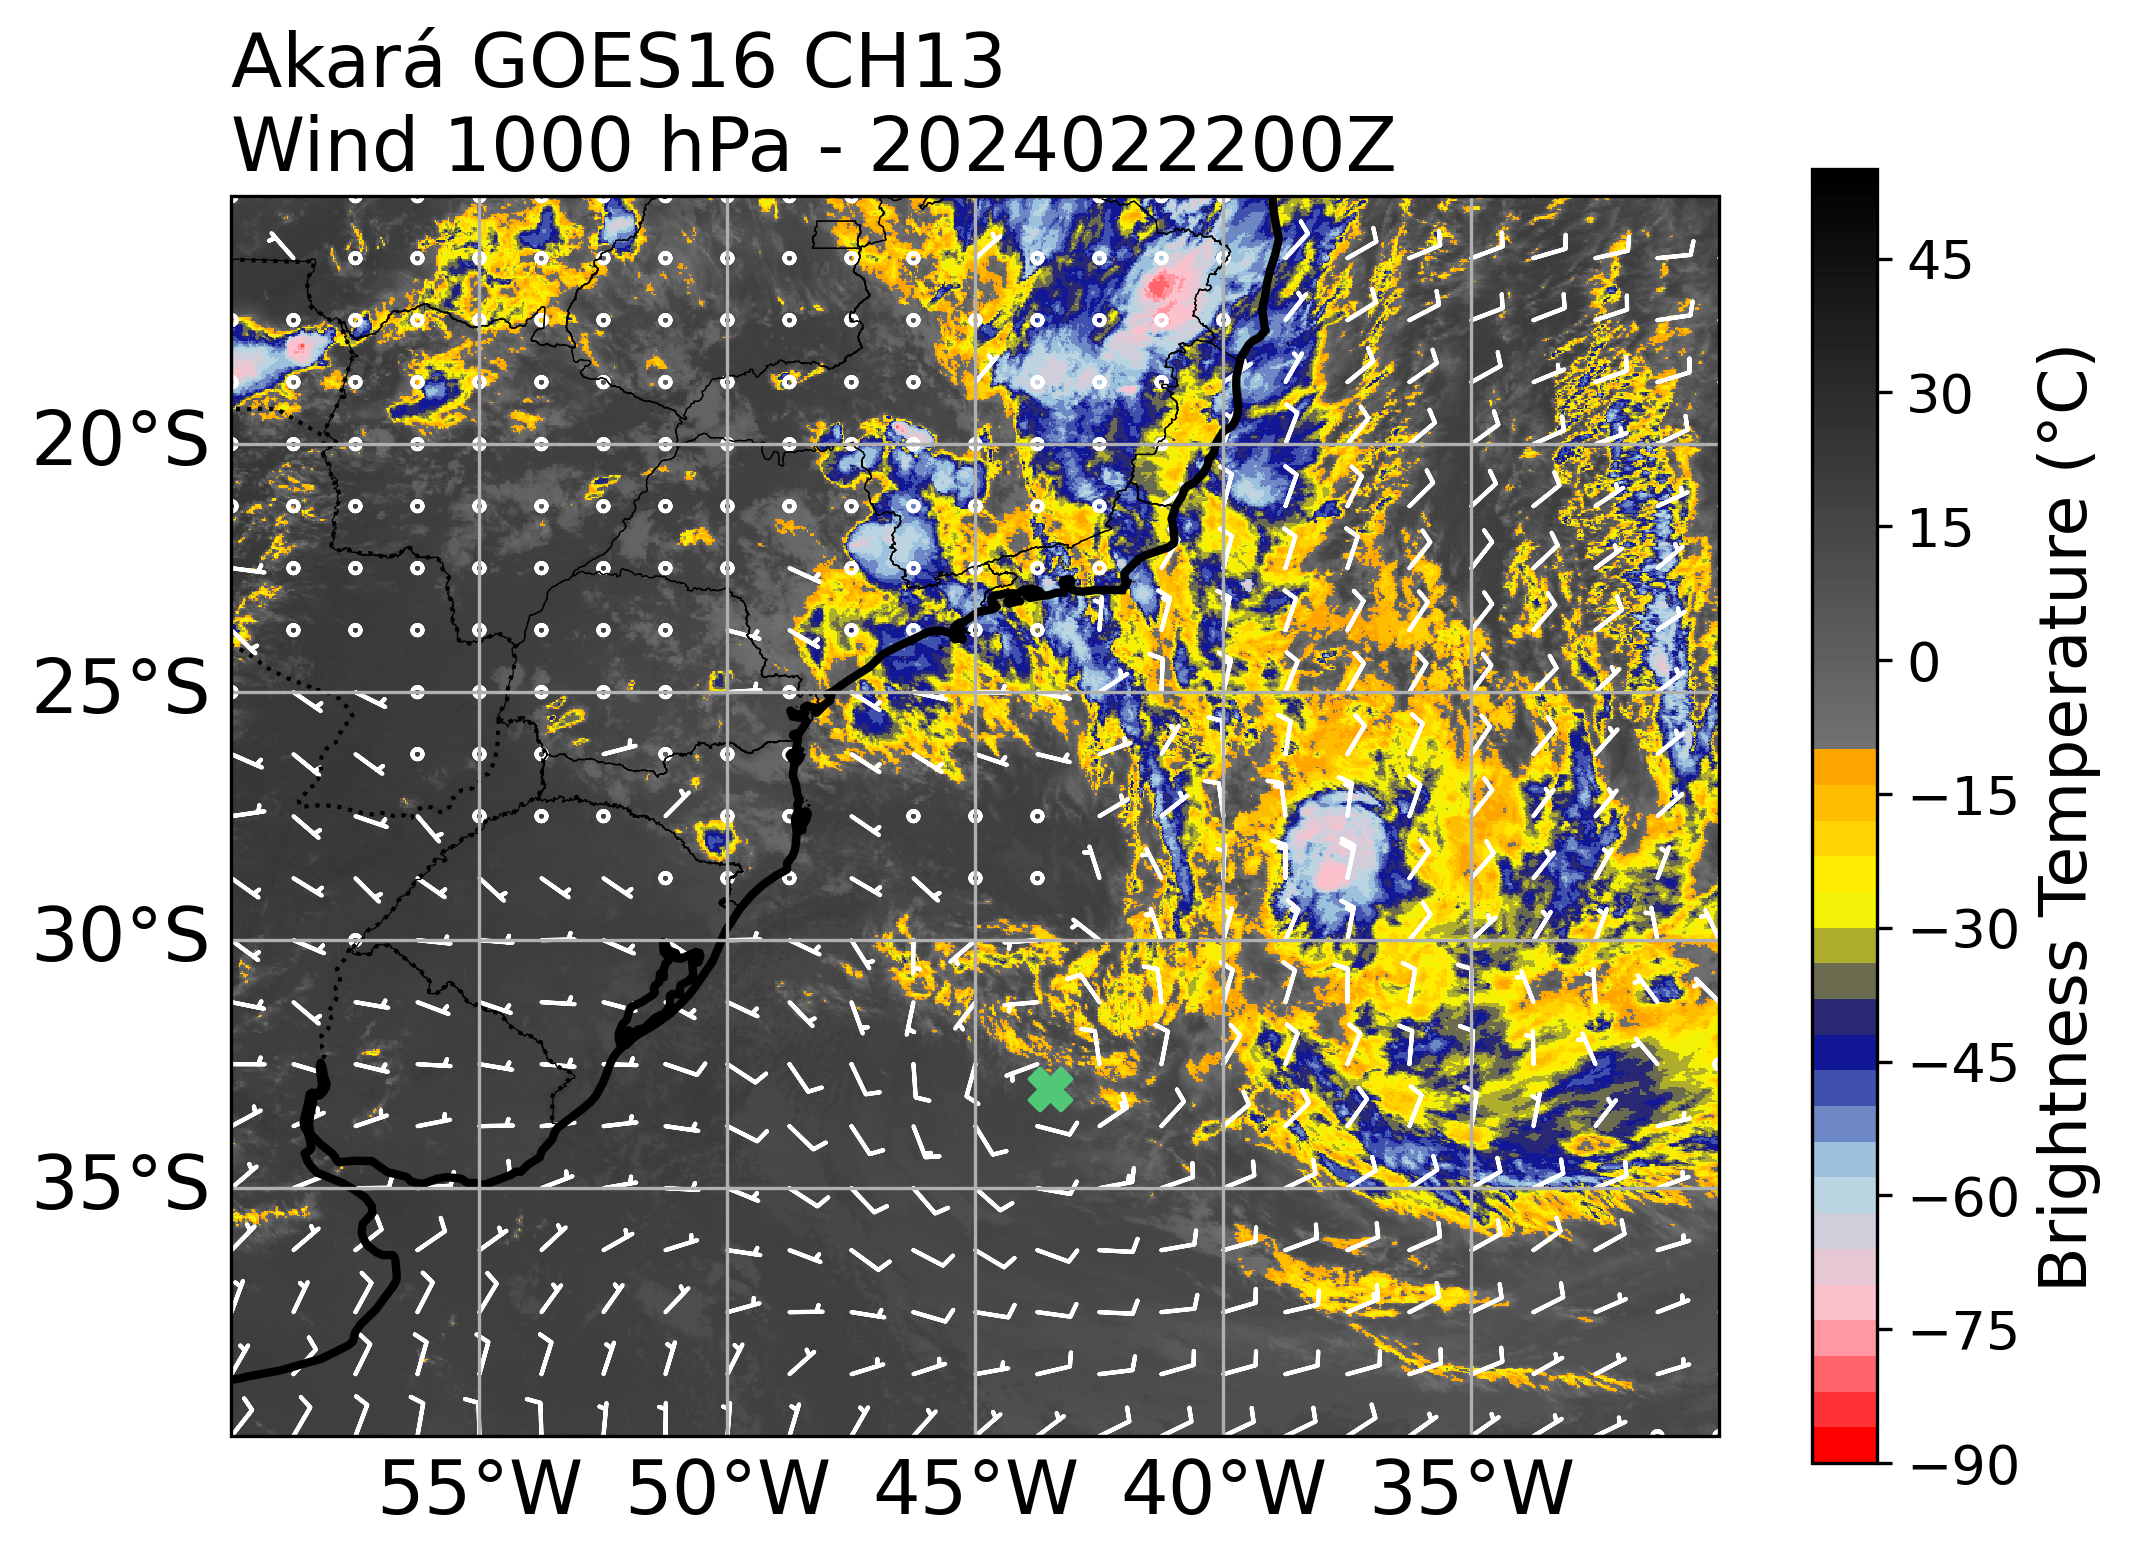 Akará GOES16 CH13
Wind 1000 hPa - 2024022200Z
20°S
25°S
30°S
35°S
55°W 50°W 45°W 40°W 35°W
45
30
15
0
−15
−30
−45
−60
−75
−90
Brightness Temperature (°C)